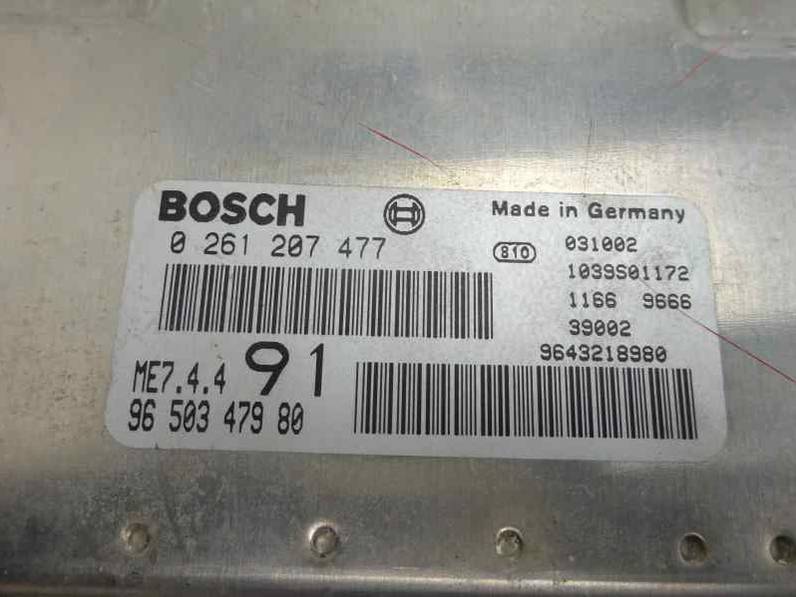 BOSCH
Made in Germany
0 261 207 477
810
031002
1039S01172
1166 9666
39002
9643218980
ME7.4.4 91
96 503 479 80